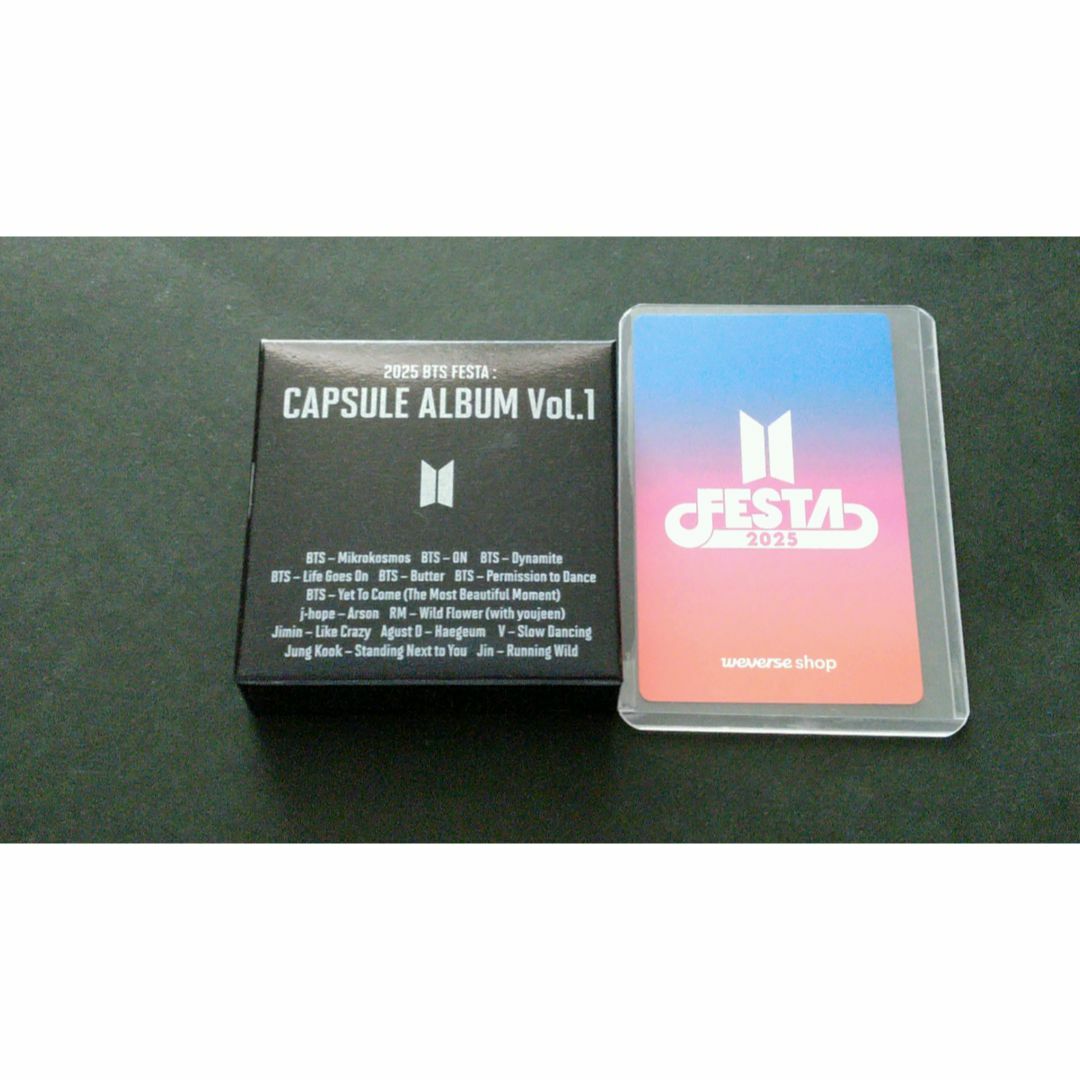 2025 BTS FESTA :
CAPSULE ALBUM Vol.1
BTS – Mikrokosmos BTS – ON BTS – Dynamite
BTS – Life Goes On BTS – Butter BTS – Permission to Dance
BTS – Yet To Come (The Most Beautiful Moment)
j-hope – Arson RM – Wild Flower (with youjeen)
Jimin – Like Crazy Agust D – Haegeum V – Slow Dancing
Jung Kook – Standing Next to You Jin – Running Wild
FESTA
2025
weverse shop